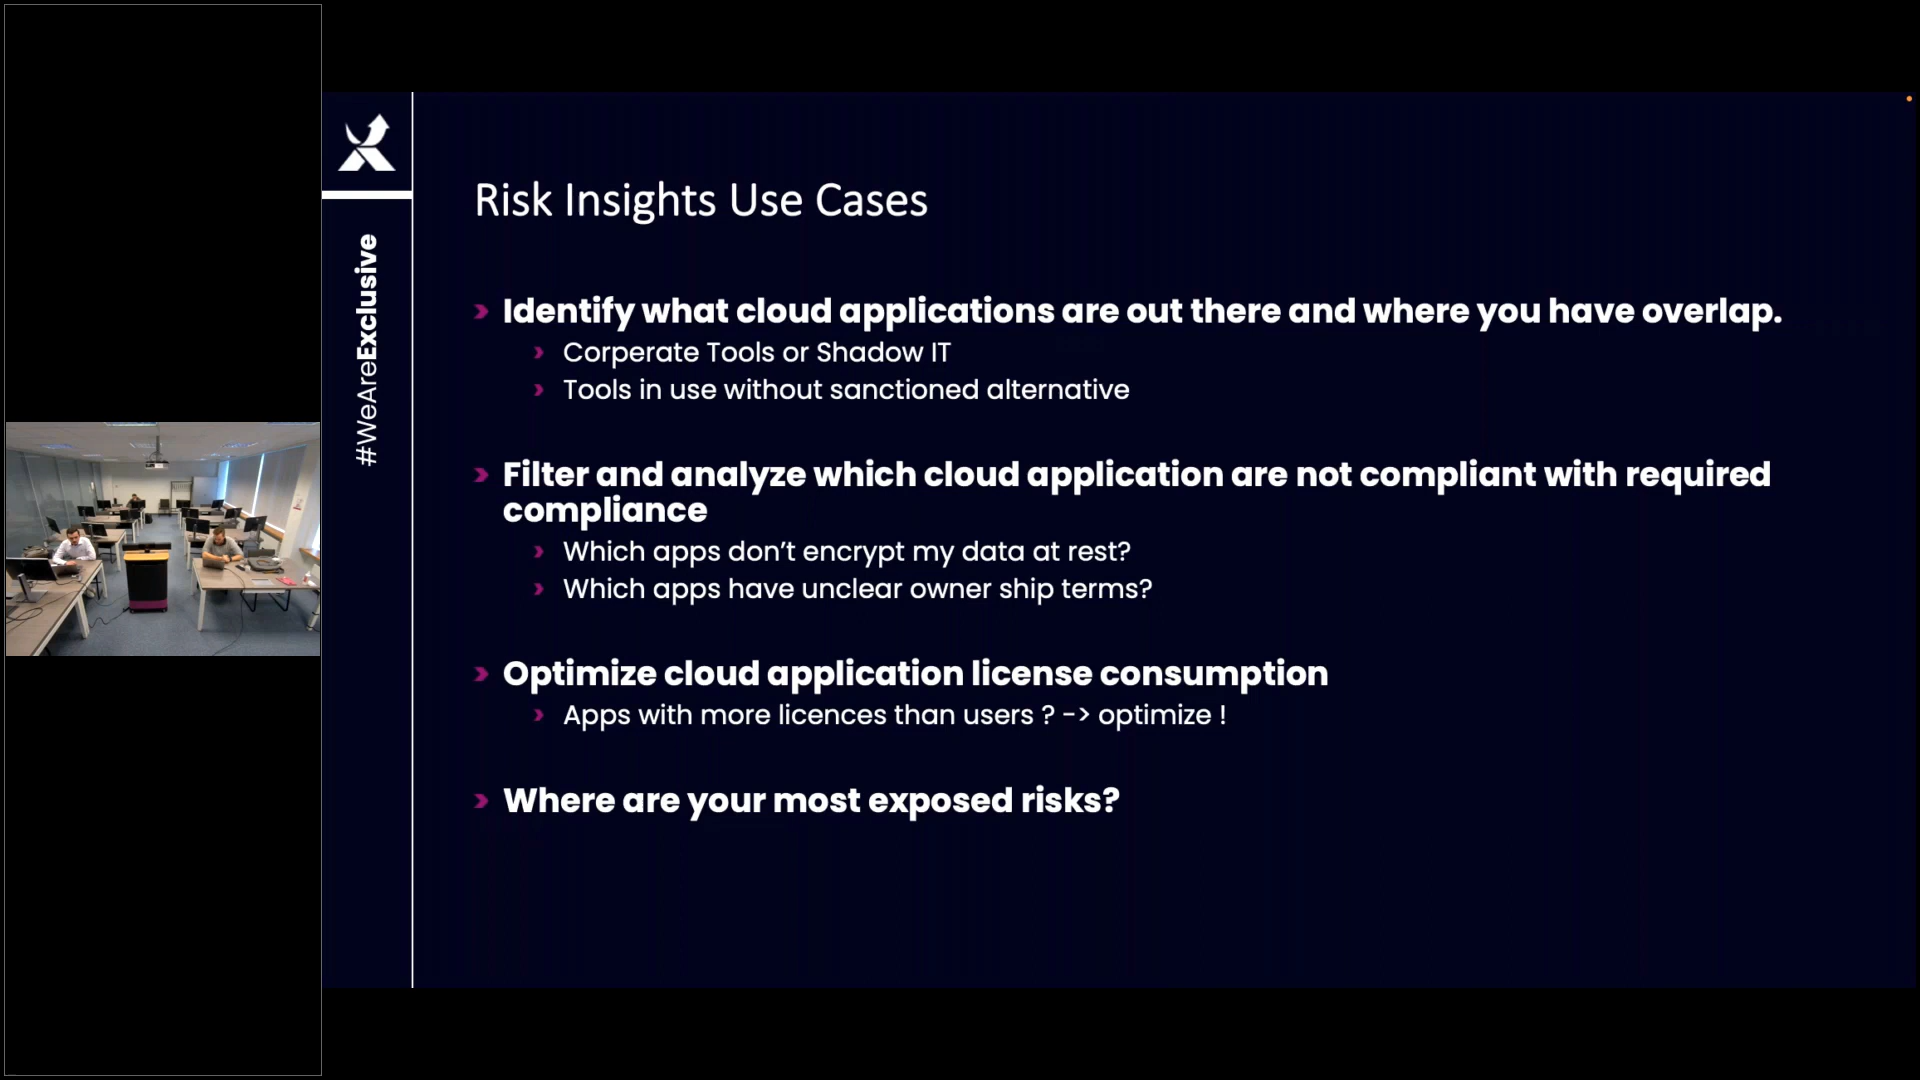 #WeAreExclusive
Risk Insights Use Cases
Identify what cloud applications are out there and where you have overlap.
Corperate Tools or Shadow IT
Tools in use without sanctioned alternative
Filter and analyze which cloud application are not compliant with required
compliance
Which apps don't encrypt my data at rest?
Which apps have unclear owner ship terms?
Optimize cloud application license consumption
Apps with more licences than users ? -> optimize !
Where are your most exposed risks?